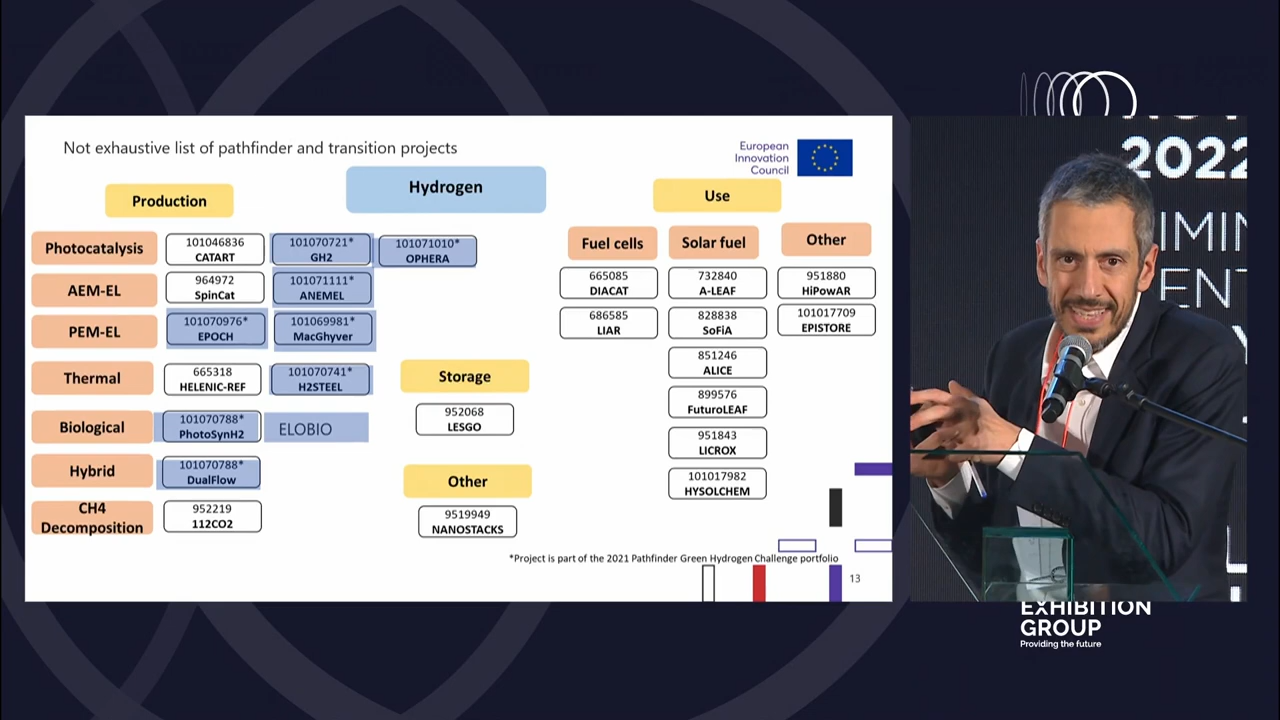 Not exhaustive list of pathfinder and transition projects
European
Innovation
Council
Hydrogen
Production
Use
Photocatalysis
101046836
CATART
101070721*
GH2
101071010*
OPHERA
Fuel cells
Solar fuel
Other
AEM-EL
964972
SpinCat
101071111*
ANEMEL
665085
DIACAT
732840
A-LEAF
951880
HiPowAR
PEM-EL
101070976*
EPOCH
101069981*
MacGhyver
686585
LIAR
828838
SoFiA
101017709
EPISTORE
Thermal
665318
HELENIC-REF
101070741*
H2STEEL
Storage
851246
ALICE
Biological
101070788*
PhotoSynH2
ELOBIO
952068
LESGO
899576
FuturoLEAF
Hybrid
101070788*
DualFlow
Other
951843
LICROX
CH4
Decomposition
952219
112CO2
9519949
NANOSTACKS
101017982
HYSOLCHEM
*Project is part of the 2021 Pathfinder Green Hydrogen Challenge portfolio
13
2022
EXHIBITION
GROUP
Providing the future